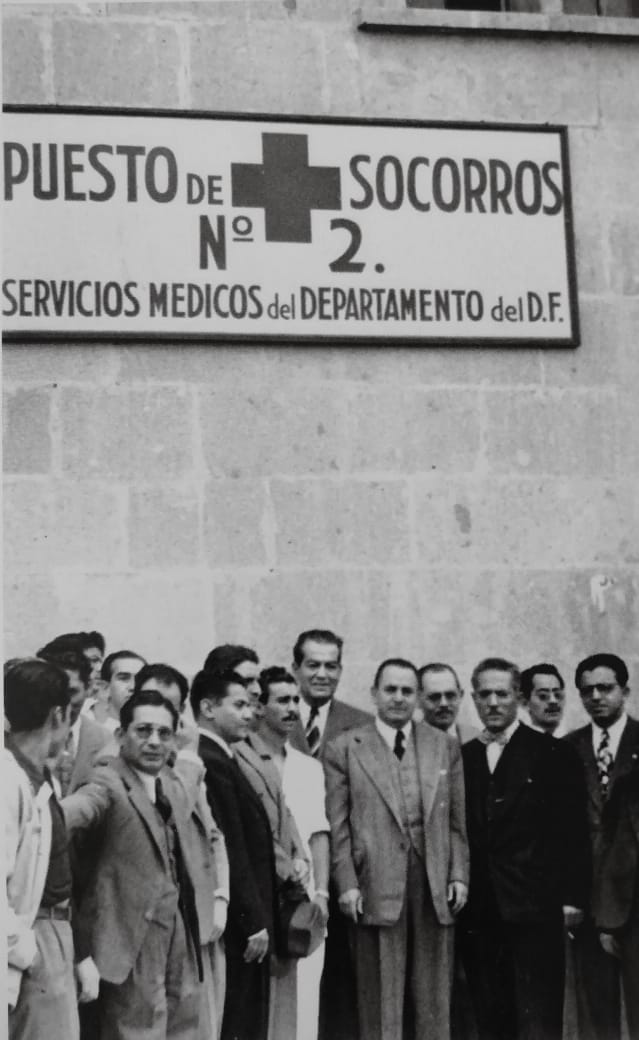 PUESTO DE SOCORROS
Nº 2.
SERVICIOS MEDICOS del DEPARTAMENTO del D.F.